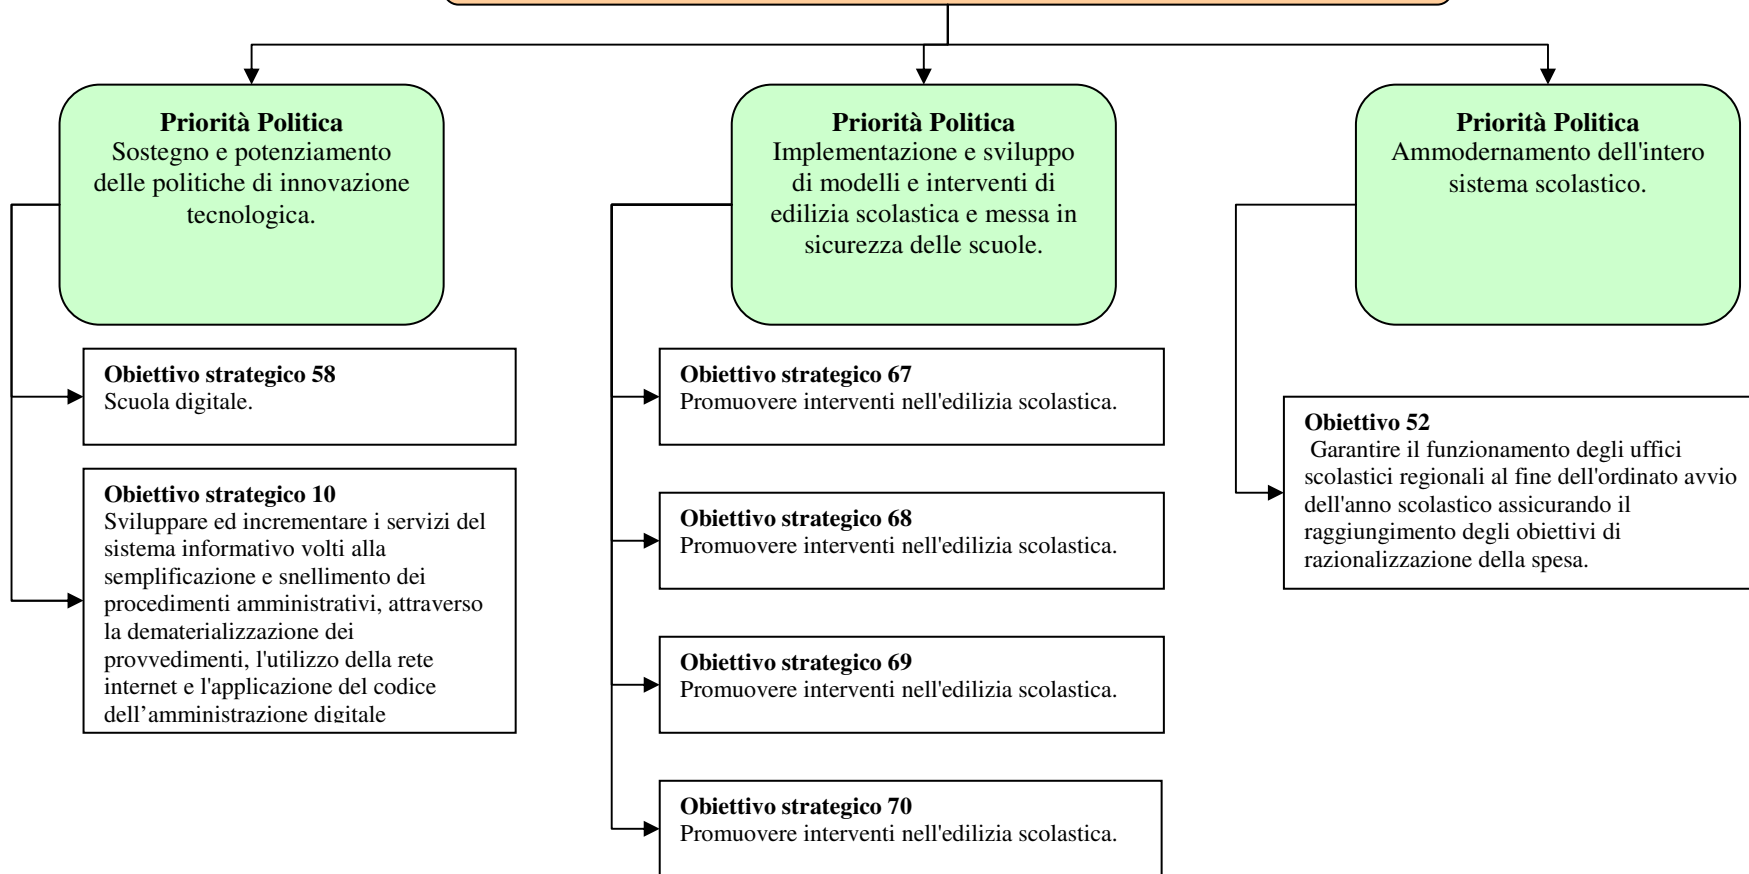 Priorità Politica
Sostegno e potenziamento
delle politiche di innovazione
tecnologica.
Priorità Politica
Implementazione e sviluppo
di modelli e interventi di
edilizia scolastica e messa in
sicurezza delle scuole.
Priorità Politica
Ammodernamento dell'intero
sistema scolastico.
Obiettivo strategico 58
Scuola digitale.
Obiettivo strategico 10
Sviluppare ed incrementare i servizi del
sistema informativo volti alla
semplificazione e snellimento dei
procedimenti amministrativi, attraverso
la dematerializzazione dei
provvedimenti, l'utilizzo della rete
internet e l'applicazione del codice
dell’amministrazione digitale
Obiettivo strategico 67
Promuovere interventi nell'edilizia scolastica.
Obiettivo strategico 68
Promuovere interventi nell'edilizia scolastica.
Obiettivo strategico 69
Promuovere interventi nell'edilizia scolastica.
Obiettivo strategico 70
Promuovere interventi nell'edilizia scolastica.
Obiettivo 52
Garantire il funzionamento degli uffici
scolastici regionali al fine dell'ordinato avvio
dell'anno scolastico assicurando il
raggiungimento degli obiettivi di
razionalizzazione della spesa.